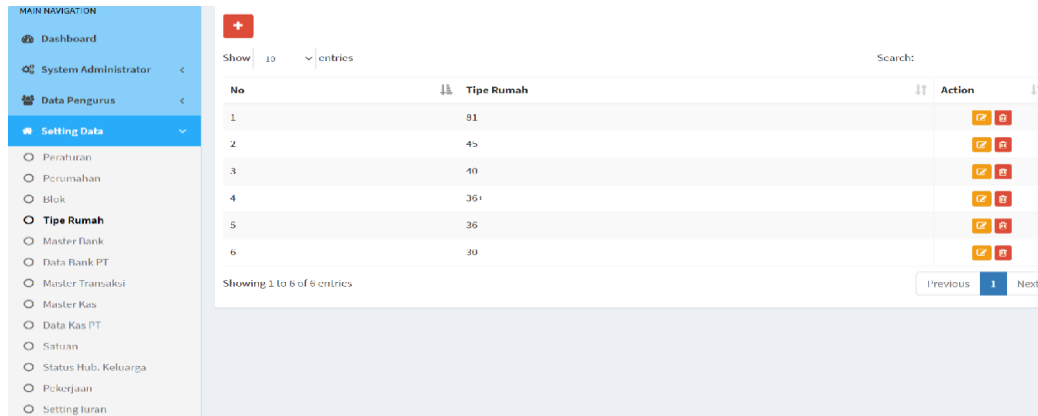 MAIN NAVIGATION
Dashboard
System Administrator
Data Pengurus
Setting Data
Peraturan
Perumahan
Blok
Tipe Rumah
Master Bank
Data Bank PT
Master Transaksi
Master Kas
Data Kas PT
Satuan
Status Hub. Keluarga
Pekerjaan
Setting Iuran
+
Show 10 entries Search:
No Tipe Rumah Action
1 81
2 45
3 40
4 36+
5 36
6 30
Showing 1 to 6 of 6 entries Previous 1 Next